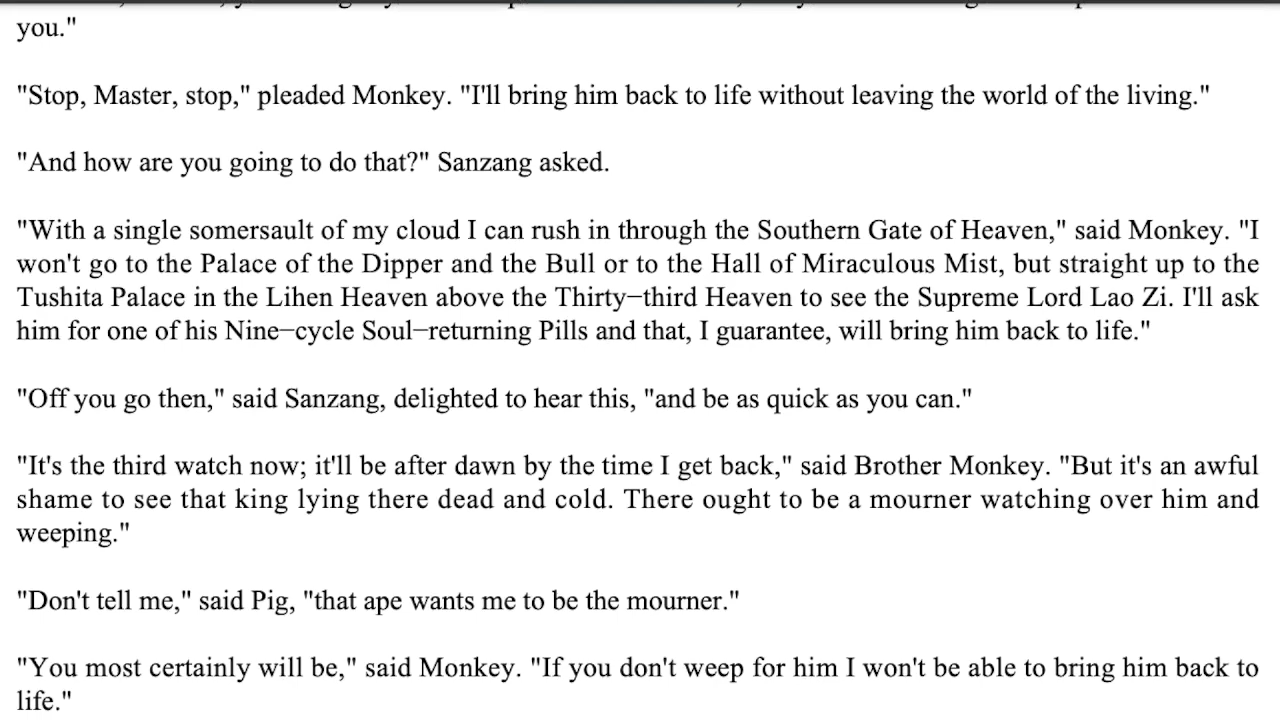 you."
"Stop, Master, stop," pleaded Monkey. "I'll bring him back to life without leaving the world of the living."
"And how are you going to do that?" Sanzang asked.
"With a single somersault of my cloud I can rush in through the Southern Gate of Heaven," said Monkey. "I
won't go to the Palace of the Dipper and the Bull or to the Hall of Miraculous Mist, but straight up to the
Tushita Palace in the Lihen Heaven above the Thirty−third Heaven to see the Supreme Lord Lao Zi. I'll ask
him for one of his Nine−cycle Soul−returning Pills and that, I guarantee, will bring him back to life."
"Off you go then," said Sanzang, delighted to hear this, "and be as quick as you can."
"It's the third watch now; it'll be after dawn by the time I get back," said Brother Monkey. "But it's an awful
shame to see that king lying there dead and cold. There ought to be a mourner watching over him and
weeping."
"Don't tell me," said Pig, "that ape wants me to be the mourner."
"You most certainly will be," said Monkey. "If you don't weep for him I won't be able to bring him back to
life."